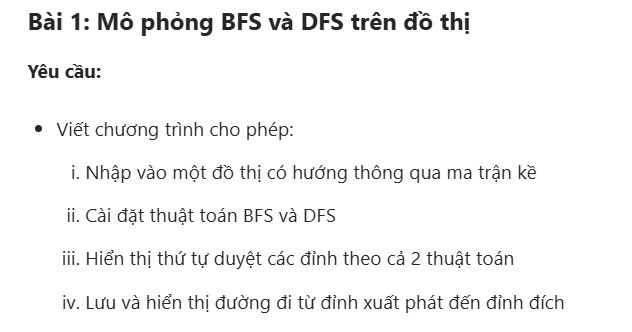 Bài 1: Mô phỏng BFS và DFS trên đồ thị
Yêu cầu:
• Viết chương trình cho phép:
i. Nhập vào một đồ thị có hướng thông qua ma trận kề
ii. Cài đặt thuật toán BFS và DFS
iii. Hiển thị thứ tự duyệt các đỉnh theo cả 2 thuật toán
iv. Lưu và hiển thị đường đi từ đỉnh xuất phát đến đỉnh đích